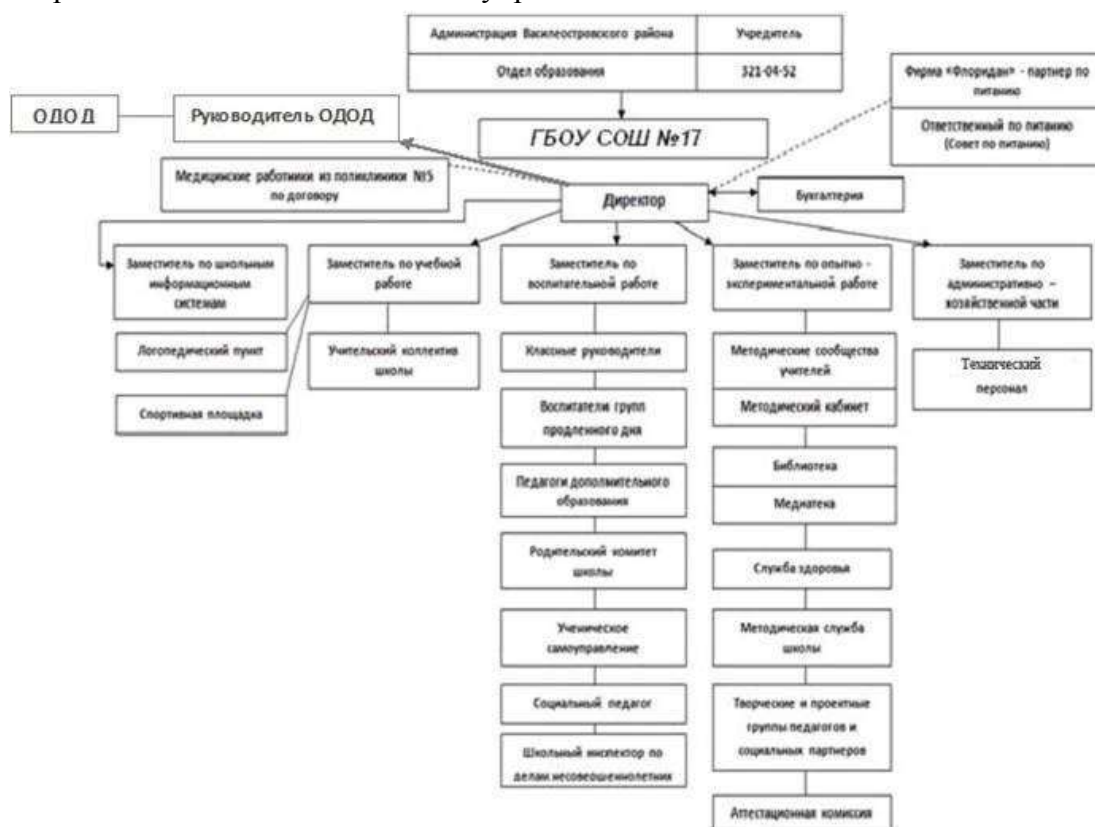 Администрация Василеостровского района
Учредитель
Отдел образования
321-04-52
Фирма «Флоридан» - партнер по
питанию
Ответственный по питанию
(Совет по питанию)
ОДОД
Руководитель ОДОД
ГБОУ СОШ №17
Медицинские работники из поликлиники №5
по договору
Директор
Бухгалтерия
Заместитель по школьным
информационным
системам
Заместитель по учебной
работе
Заместитель по
воспитательной работе
Заместитель по опытно -
экспериментальной работе
Заместитель по
административно –
хозяйственной части
Логопедический пункт
Учительский коллектив
школы
Классные руководители
Методические сообщества
учителей
Технический
персонал
Спортивная площадка
Воспитатели групп
продленного дня
Методический кабинет
Библиотека
Педагоги дополнительного
образования
Медиатека
Родительский комитет
школы
Служба здоровья
Ученическое
самоуправление
Методическая служба
школы
Социальный педагог
Творческие и проектные
группы педагогов и
социальных партнеров
Школьный инспектор по
делам несовершеннолетних
Аттестационная комиссия